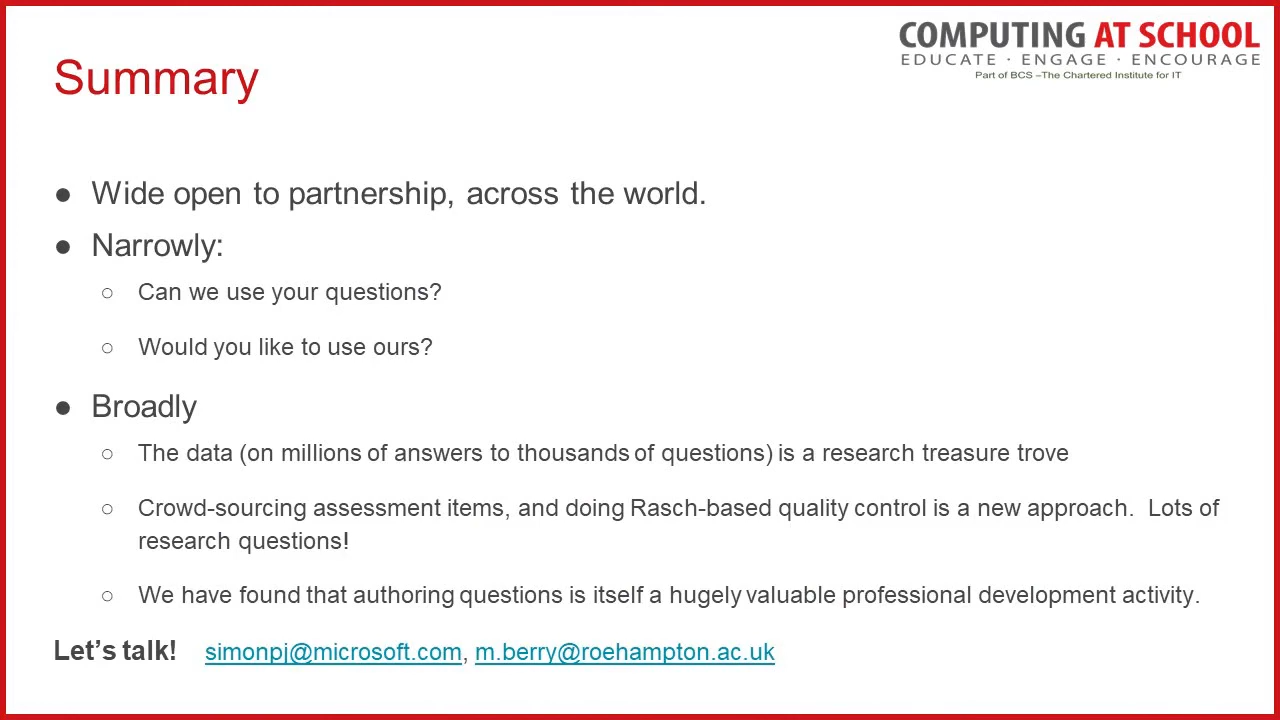 COMPUTING AT SCHOOL
EDUCATE · ENGAGE · ENCOURAGE
Part of BCS –The Chartered Institute for IT
Summary
● Wide open to partnership, across the world.
● Narrowly:
○ Can we use your questions?
○ Would you like to use ours?
● Broadly
○ The data (on millions of answers to thousands of questions) is a research treasure trove
○ Crowd-sourcing assessment items, and doing Rasch-based quality control is a new approach.  Lots of
research questions!
○ We have found that authoring questions is itself a hugely valuable professional development activity.
Let’s talk! simonpj@microsoft.com, m.berry@roehampton.ac.uk